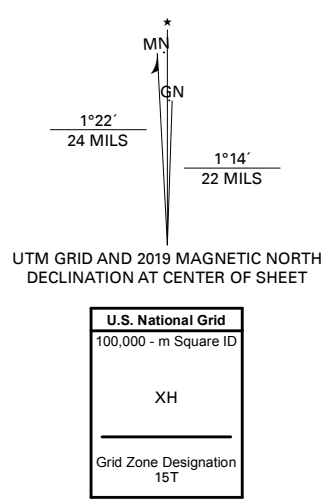 ★
MN
GN
1°22´
24 MILS
1°14´
22 MILS
UTM GRID AND 2019 MAGNETIC NORTH
DECLINATION AT CENTER OF SHEET
U.S. National Grid
100,000 - m Square ID
XH
Grid Zone Designation
15T